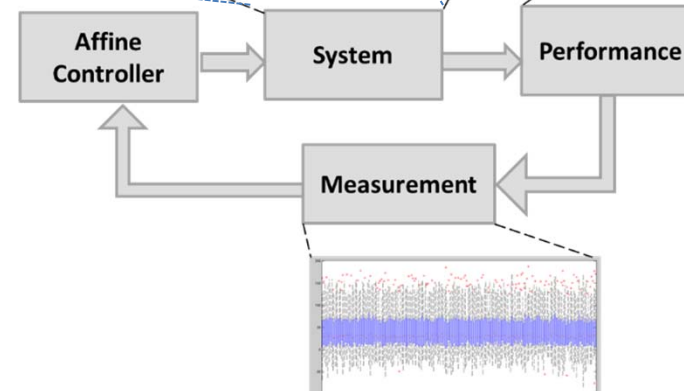 Affine
Controller
System
Performance
Measurement